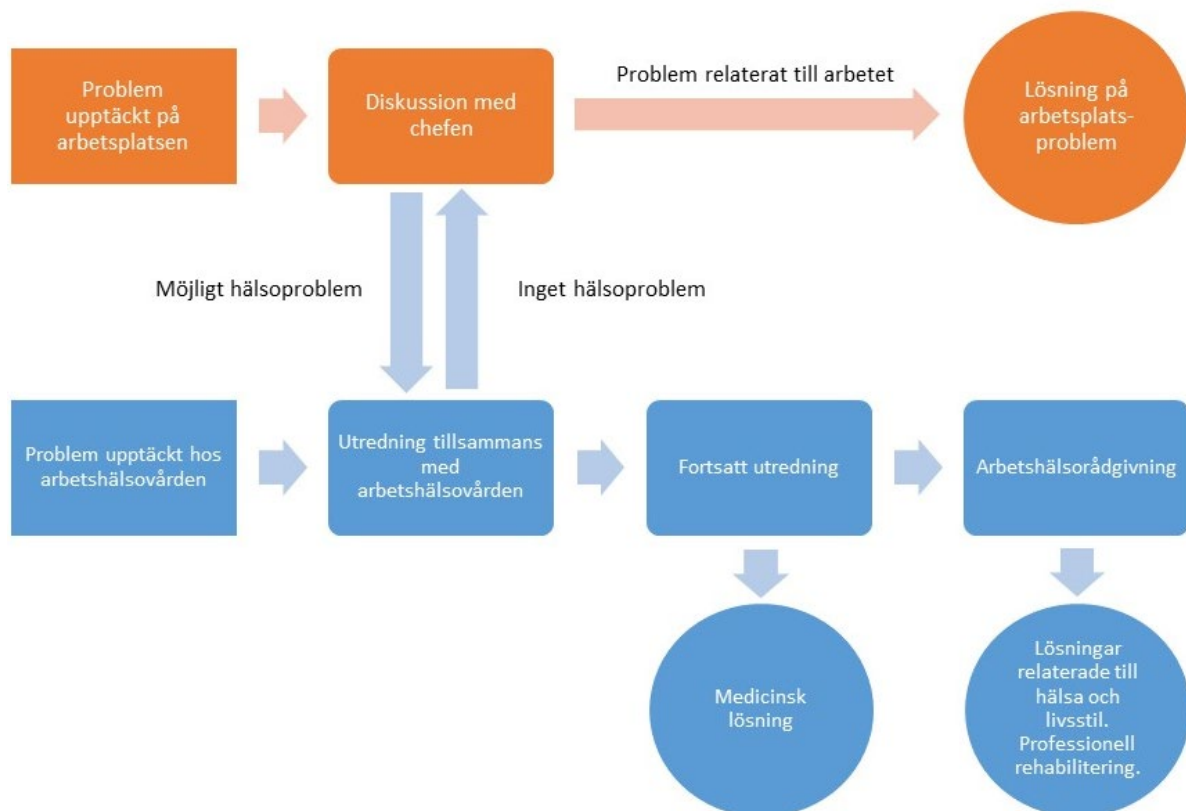 Problem
upptäckt på
arbetsplatsen
Diskussion med
chefen
Problem relaterat till arbetet
Lösning på
arbetsplats-
problem
Möjligt hälsoproblem
Inget hälsoproblem
Problem upptäckt hos
arbetshälsovården
Utredning tillsammans
med
arbetshälsovården
Fortsatt utredning
Arbetshälsorådgivning
Medicinsk
lösning
Lösningar
relaterade till
hälsa och
livsstil.
Professionell
rehabilitering.